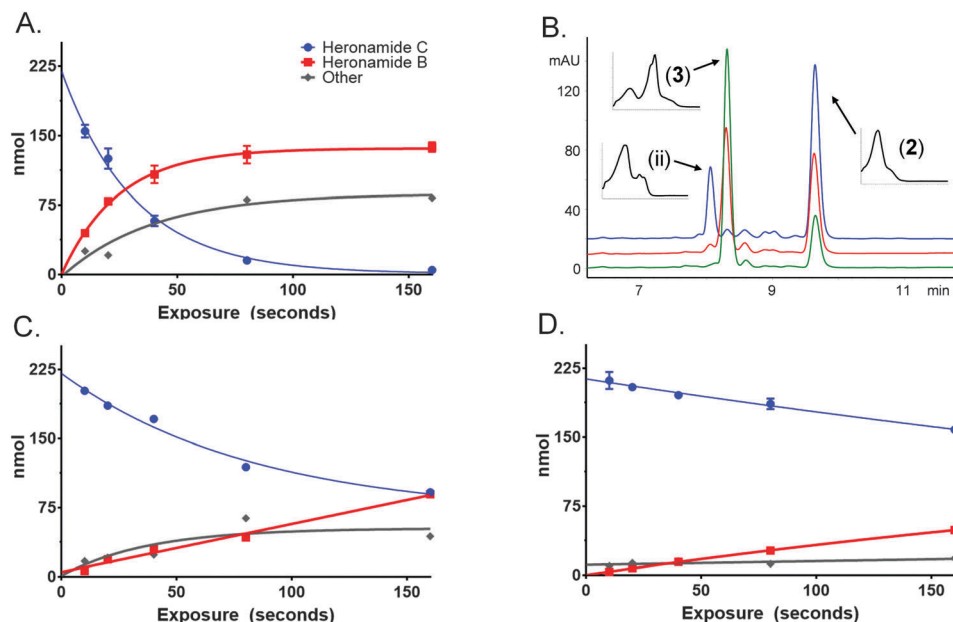 A.
225
150
75
0
nmol
Heronamide C
Heronamide B
Other
0 50 100 150
Exposure (seconds)
B.
mAU
120
80
40
0
(3)
(ii)
(2)
7 9 11 min
C.
225
150
75
0
nmol
0 50 100 150
Exposure (seconds)
D.
225
150
75
0
nmol
0 50 100 150
Exposure (seconds)